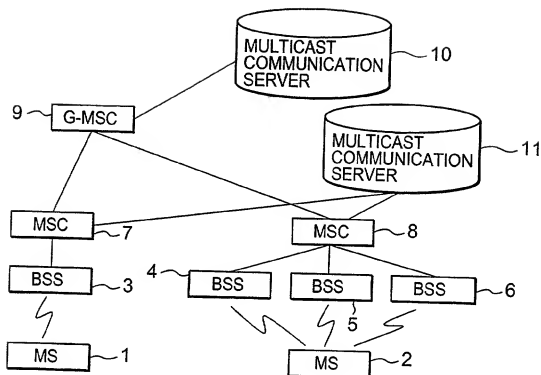 MULTICAST
COMMUNICATION
SERVER
10
9
G-MSC
MULTICAST
COMMUNICATION
SERVER
11
MSC
7
MSC
8
BSS
3
4
BSS
BSS
5
BSS
6
MS
1
MS
2